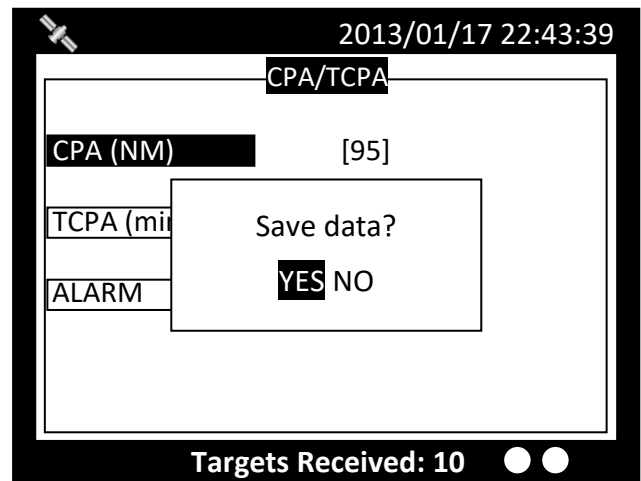 2013/01/17 22:43:39
CPA/TCPA
CPA (NM) [95]
TCPA (mi
Save data?
YES NO
ALARM
Targets Received: 10